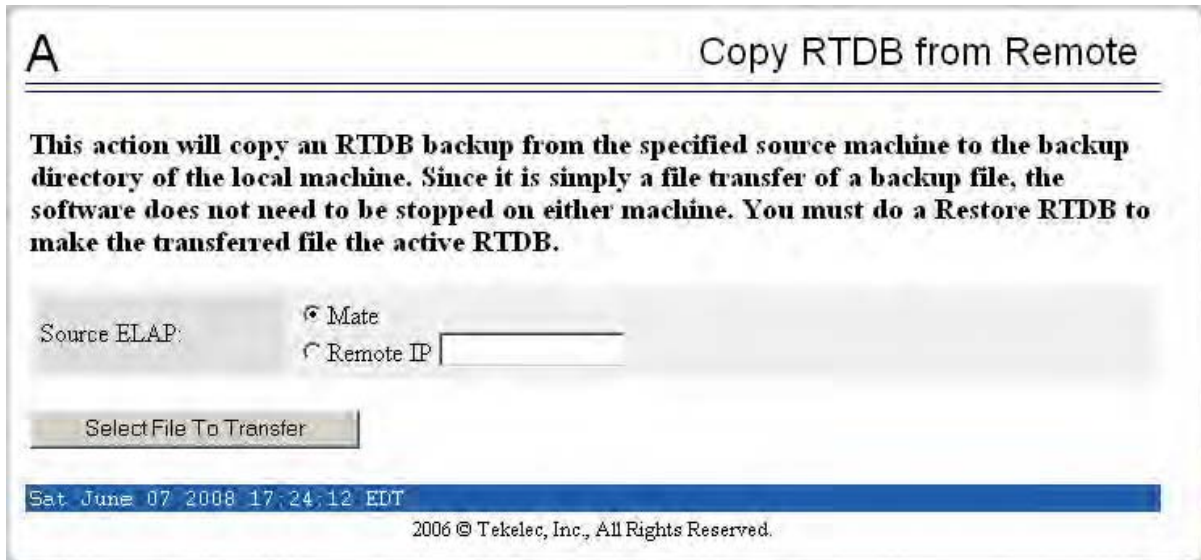 A Copy RTDB from Remote
This action will copy an RTDB backup from the specified source machine to the backup
directory of the local machine. Since it is simply a file transfer of a backup file, the
software does not need to be stopped on either machine. You must do a Restore RTDB to
make the transferred file the active RTDB.
Source ELAP:
Mate
Remote IP
Select File To Transfer
Sat June 07 2008 17:24:12 EDT
2006 © Tekelec, Inc., All Rights Reserved.